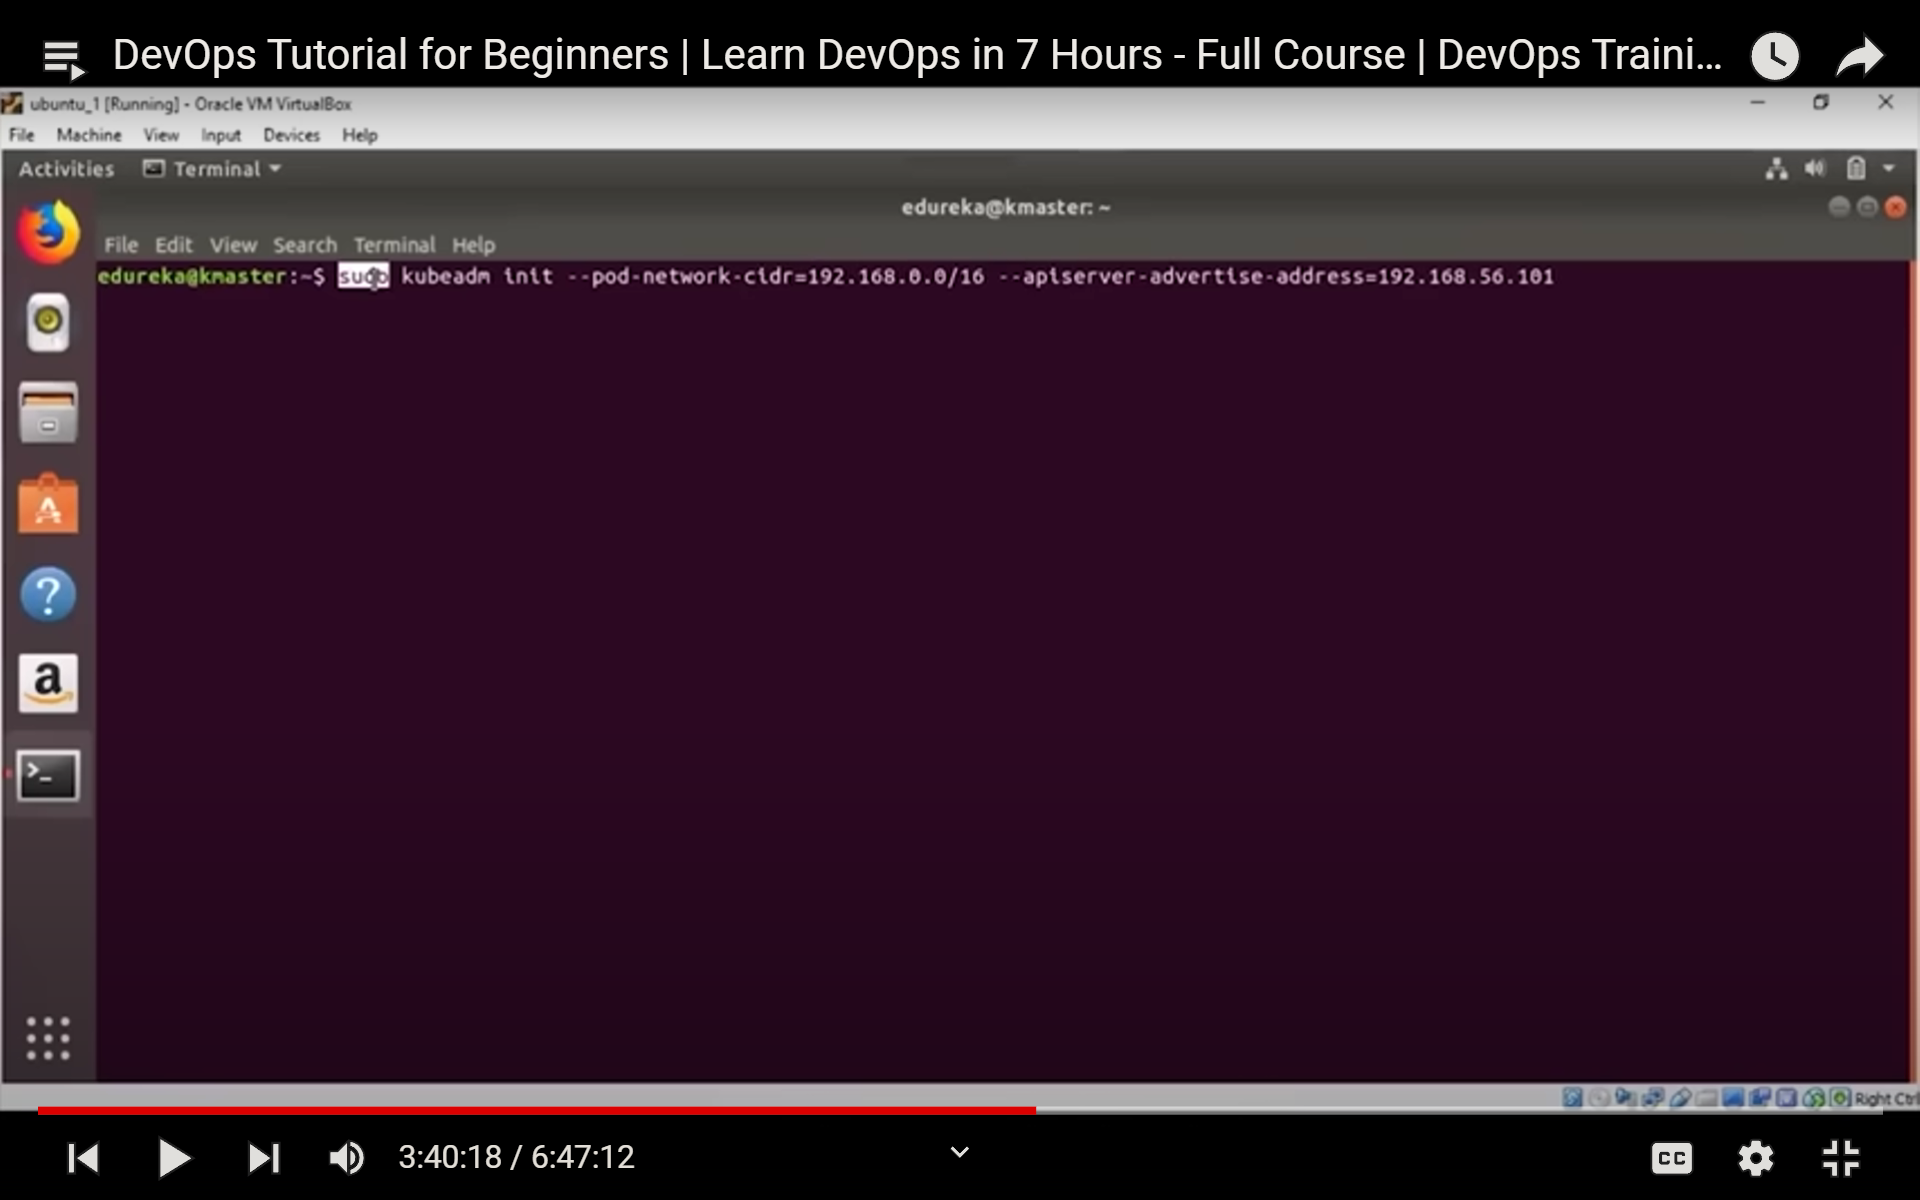 DevOps Tutorial for Beginners | Learn DevOps in 7 Hours - Full Course | DevOps Traini...
ubuntu_1 [Running] - Oracle VM VirtualBox
File Machine View Input Devices Help
Activities Terminal
edureka@kmaster: ~
File Edit View Search Terminal Help
edureka@kmaster:~$ sudo kubeadm init --pod-network-cidr=192.168.0.0/16 --apiserver-advertise-address=192.168.56.101
Right Ctrl
3:40:18 / 6:47:12
CC